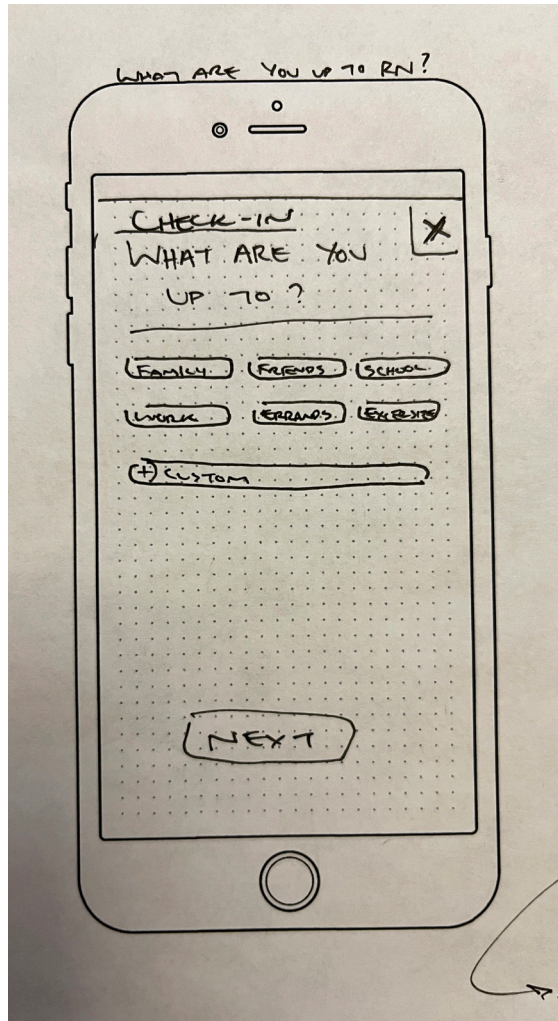 WHAT ARE YOU UP TO RN?
CHECK-IN
X
WHAT ARE YOU
UP TO?
FAMILY FRIENDS SCHOOL
WORK ERRANDS EXERSIZE
(+) CUSTOM
NEXT